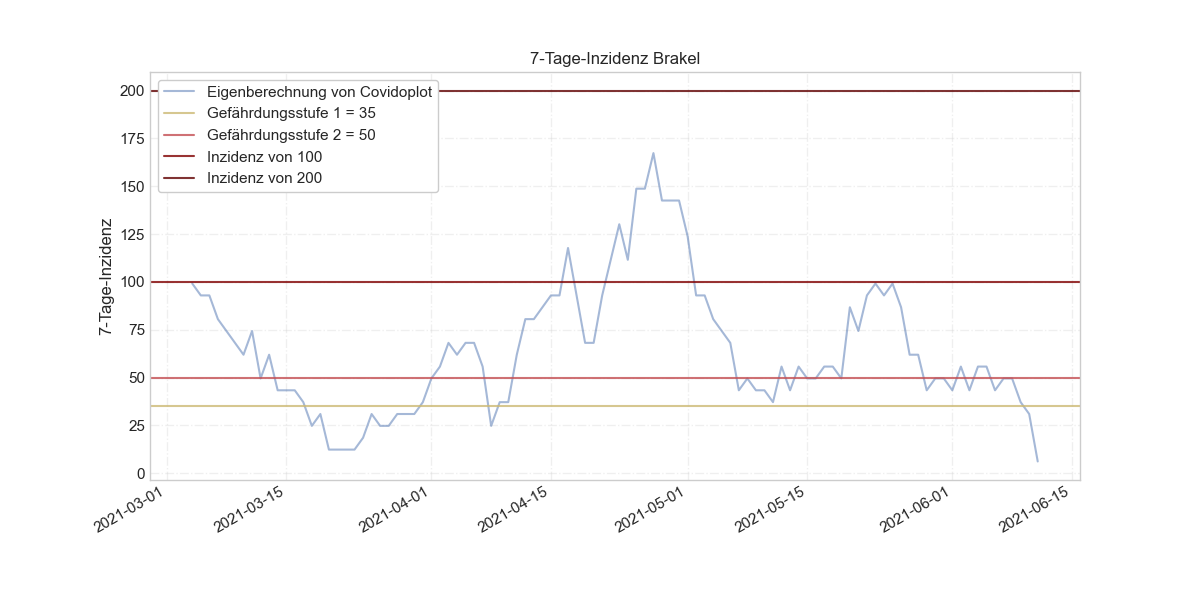 7-Tage-Inzidenz Brakel
Eigenberechnung von Covidoplot
Gefährdungsstufe 1 = 35
Gefährdungsstufe 2 = 50
Inzidenz von 100
Inzidenz von 200
7-Tage-Inzidenz
200
175
150
125
100
75
50
25
0
2021-03-01
2021-03-15
2021-04-01
2021-04-15
2021-05-01
2021-05-15
2021-06-01
2021-06-15